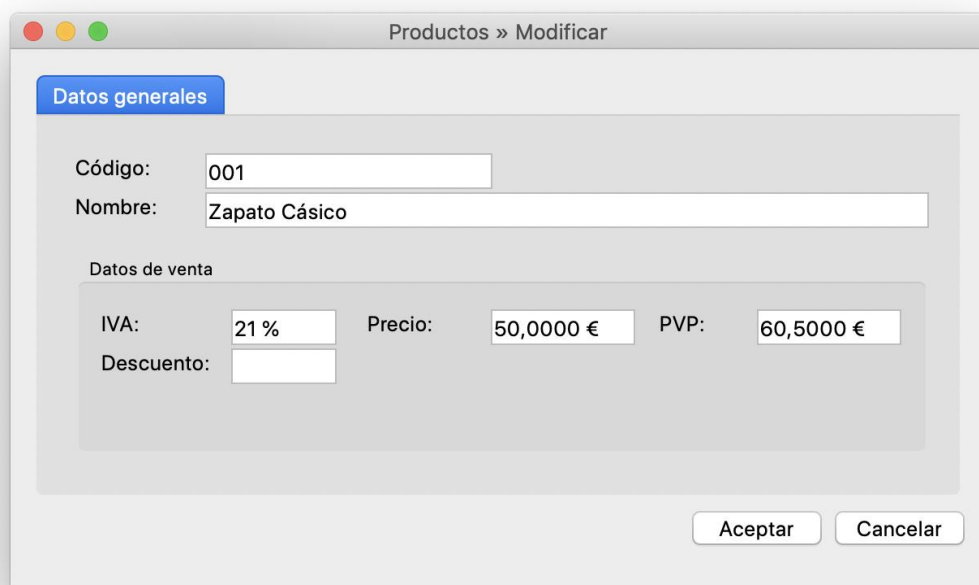 Productos » Modificar
Datos generales
Código: 001
Nombre: Zapato Cásico
Datos de venta
IVA: 21 % Precio: 50,0000 € PVP: 60,5000 €
Descuento:
Aceptar Cancelar